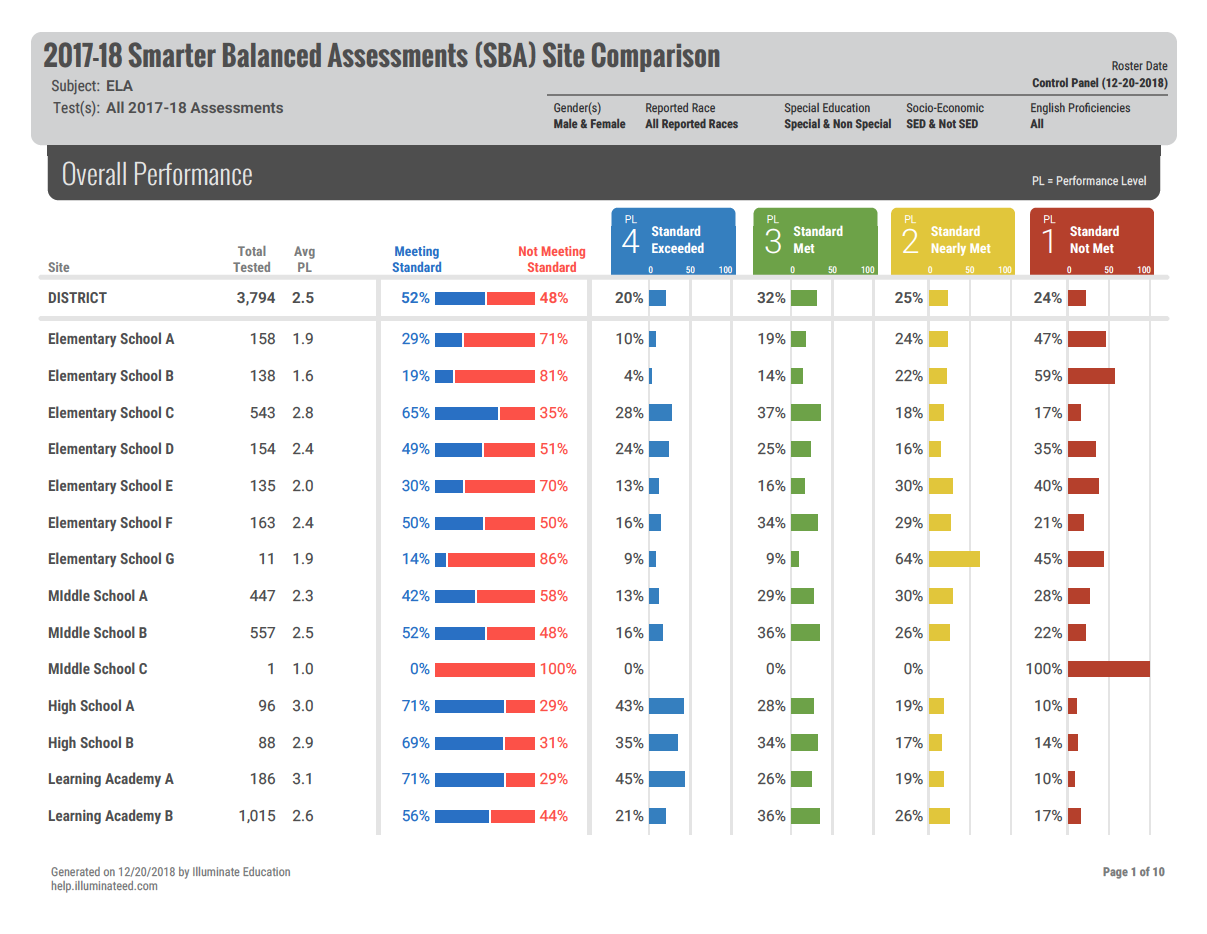 2017-18 Smarter Balanced Assessments (SBA) Site Comparison
Subject: ELA
Test(s): All 2017-18 Assessments
Roster Date
Control Panel (12-20-2018)
Gender(s) Reported Race Special Education Socio-Economic English Proficiencies
Male & Female All Reported Races Special & Non Special SED & Not SED All
Overall Performance
PL = Performance Level
PL PL PL PL
4 Standard Exceeded 3 Standard Met 2 Standard Nearly Met 1 Standard Not Met
Total Avg Meeting Not Meeting
Site Tested PL Standard Standard 0 50 100 0 50 100 0 50 100 0 50 100
DISTRICT 3,794 2.5 52% 48% 20% 32% 25% 24%
Elementary School A 158 1.9 29% 71% 10% 19% 24% 47%
Elementary School B 138 1.6 19% 81% 4% 14% 22% 59%
Elementary School C 543 2.8 65% 35% 28% 37% 18% 17%
Elementary School D 154 2.4 49% 51% 24% 25% 16% 35%
Elementary School E 135 2.0 30% 70% 13% 16% 30% 40%
Elementary School F 163 2.4 50% 50% 16% 34% 29% 21%
Elementary School G 11 1.9 14% 86% 9% 9% 64% 45%
MIddle School A 447 2.3 42% 58% 13% 29% 30% 28%
MIddle School B 557 2.5 52% 48% 16% 36% 26% 22%
MIddle School C 1 1.0 0% 100% 0% 0% 0% 100%
High School A 96 3.0 71% 29% 43% 28% 19% 10%
High School B 88 2.9 69% 31% 35% 34% 17% 14%
Learning Academy A 186 3.1 71% 29% 45% 26% 19% 10%
Learning Academy B 1,015 2.6 56% 44% 21% 36% 26% 17%
Generated on 12/20/2018 by Illuminate Education
help.illuminateed.com
Page 1 of 10